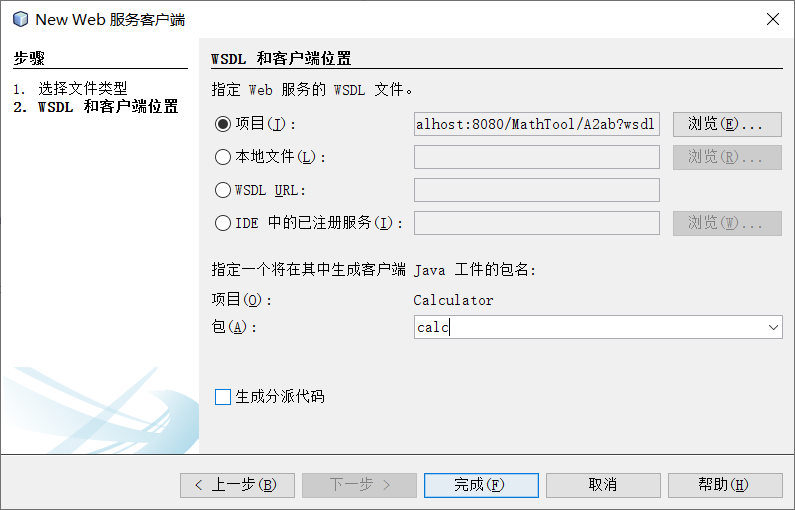 New Web 服务客户端
步骤
1. 选择文件类型
2. WSDL 和客户端位置
WSDL 和客户端位置
指定 Web 服务的 WSDL 文件。
项目(J): alhost:8080/MathTool/A2ab?wsdl 浏览(E)...
本地文件(L): 浏览(R)...
WSDL URL:
IDE 中的已注册服务(I): 浏览(W)...
指定一个将在其中生成客户端 Java 工件的包名:
项目(O): Calculator
包(A): calc
生成分派代码
< 上一步(B) 下一步 > 完成(F) 取消 帮助(H)